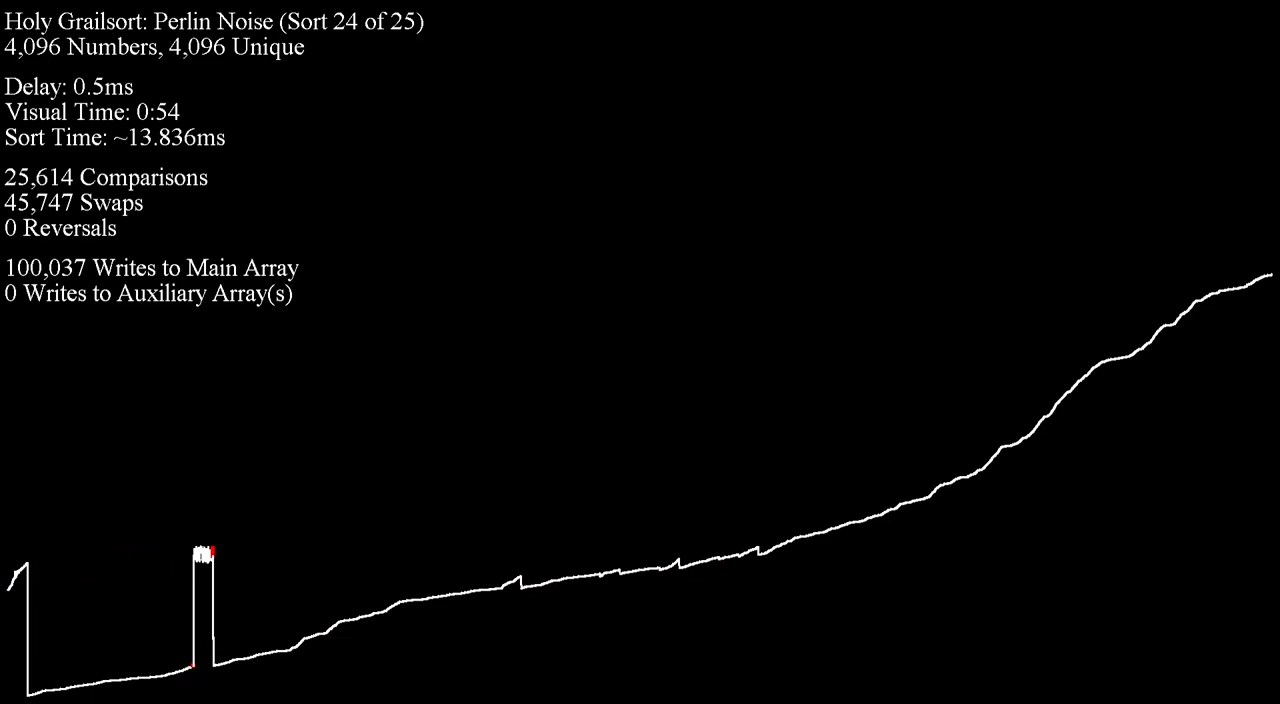 Holy Grailsort: Perlin Noise (Sort 24 of 25)
4,096 Numbers, 4,096 Unique
Delay: 0.5ms
Visual Time: 0:54
Sort Time: ~13.836ms
25,614 Comparisons
45,747 Swaps
0 Reversals
100,037 Writes to Main Array
0 Writes to Auxiliary Array(s)